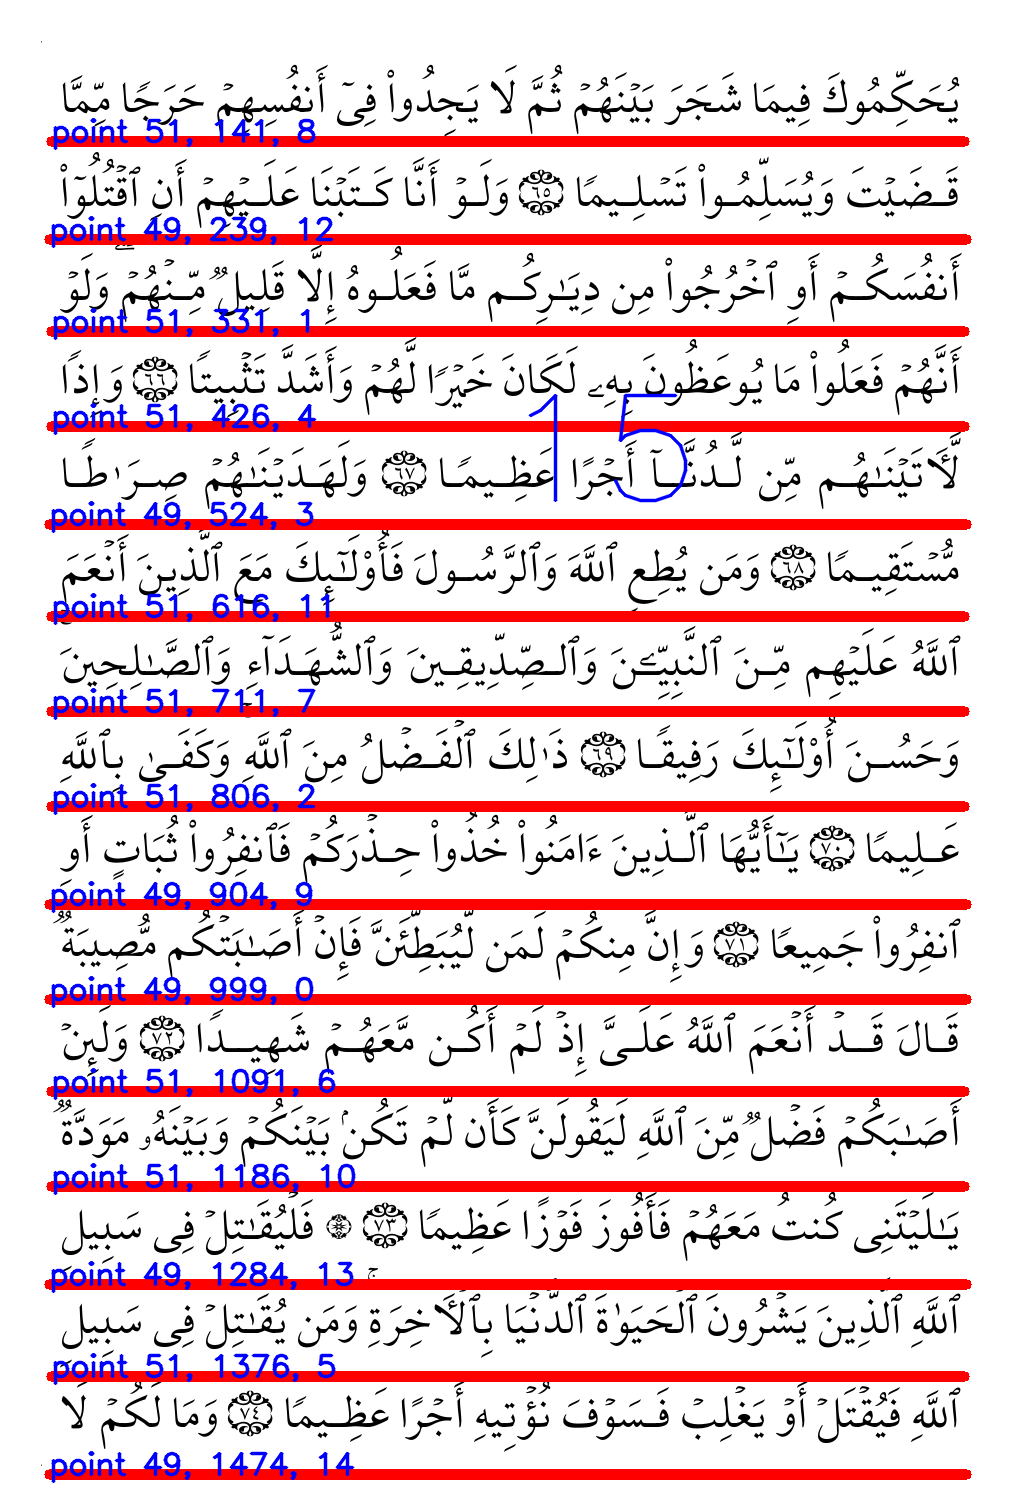 يُحَكِّمُوكَ فِيمَا شَجَرَ بَيۡنَهُمۡ ثُمَّ لَا يَجِدُواْ فِيٓ أَنفُسِهِمۡ حَرَجٗا مِّمَّا
point 51, 141, 8
قَضَيۡتَ وَيُسَلِّمُواْ تَسۡلِيمٗا ٦٥ وَلَوۡ أَنَّا كَتَبۡنَا عَلَيۡهِمۡ أَنِ ٱقۡتُلُوٓاْ
point 49, 239, 12
أَنفُسَكُمۡ أَوِ ٱخۡرُجُواْ مِن دِيَٰرِكُم مَّا فَعَلُوهُ إِلَّا قَلِيلٞ مِّنۡهُمۡۖ وَلَوۡ
point 51, 331, 1
أَنَّهُمۡ فَعَلُواْ مَا يُوعَظُونَ بِهِۦ لَكَانَ خَيۡرٗا لَّهُمۡ وَأَشَدَّ تَثۡبِيتٗا ٦٦ وَإِذٗا
point 51, 426, 4
15
لَّأٓتَيۡنَٰهُم مِّن لَّدُنَّآ أَجۡرًا عَظِيمٗا ٦٧ وَلَهَدَيۡنَٰهُمۡ صِرَٰطٗا
point 49, 524, 3
مُّسۡتَقِيمٗا ٦٨ وَمَن يُطِعِ ٱللَّهَ وَٱلرَّسُولَ فَأُوْلَٰٓئِكَ مَعَ ٱلَّذِينَ أَنۡعَمَ
point 51, 616, 11
ٱللَّهُ عَلَيۡهِم مِّنَ ٱلنَّبِيِّـۧنَ وَٱلصِّدِّيقِينَ وَٱلشُّهَدَآءِ وَٱلصَّٰلِحِينَۚ
point 51, 711, 7
وَحَسُنَ أُوْلَٰٓئِكَ رَفِيقٗا ٦٩ ذَٰلِكَ ٱلۡفَضۡلُ مِنَ ٱللَّهِۚ وَكَفَىٰ بِٱللَّهِ
point 51, 806, 2
عَلِيمٗا ٧٠ يَٰٓأَيُّهَا ٱلَّذِينَ ءَامَنُواْ خُذُواْ حِذۡرَكُمۡ فَٱنفِرُواْ ثُبَاتٍ أَوِ
point 49, 904, 9
ٱنفِرُواْ جَمِيعٗا ٧١ وَإِنَّ مِنكُمۡ لَمَن لَّيُبَطِّئَنَّ فَإِنۡ أَصَٰبَتۡكُم مُّصِيبَةٞ
point 49, 999, 0
قَالَ قَدۡ أَنۡعَمَ ٱللَّهُ عَلَيَّ إِذۡ لَمۡ أَكُن مَّعَهُمۡ شَهِيدٗا ٧٢ وَلَئِنۡ
point 51, 1091, 6
أَصَٰبَكُمۡ فَضۡلٞ مِّنَ ٱللَّهِ لَيَقُولَنَّ كَأَن لَّمۡ تَكُنۢ بَيۡنَكُمۡ وَبَيۡنَهُۥ مَوَدَّةٞ
point 51, 1186, 10
يَٰلَيۡتَنِي كُنتُ مَعَهُمۡ فَأَفُوزَ فَوۡزًا عَظِيمٗا ٧٣ ۞ فَلۡيُقَٰتِلۡ فِي سَبِيلِ
point 49, 1284, 13
ٱللَّهِ ٱلَّذِينَ يَشۡرُونَ ٱلۡحَيَوٰةَ ٱلدُّنۡيَا بِٱلۡأٓخِرَةِۚ وَمَن يُقَٰتِلۡ فِي سَبِيلِ
point 51, 1376, 5
ٱللَّهِ فَيُقۡتَلۡ أَوۡ يَغۡلِبۡ فَسَوۡفَ نُؤۡتِيهِ أَجۡرًا عَظِيمٗا ٧٤ وَمَا لَكُمۡ لَا
point 49, 1474, 14